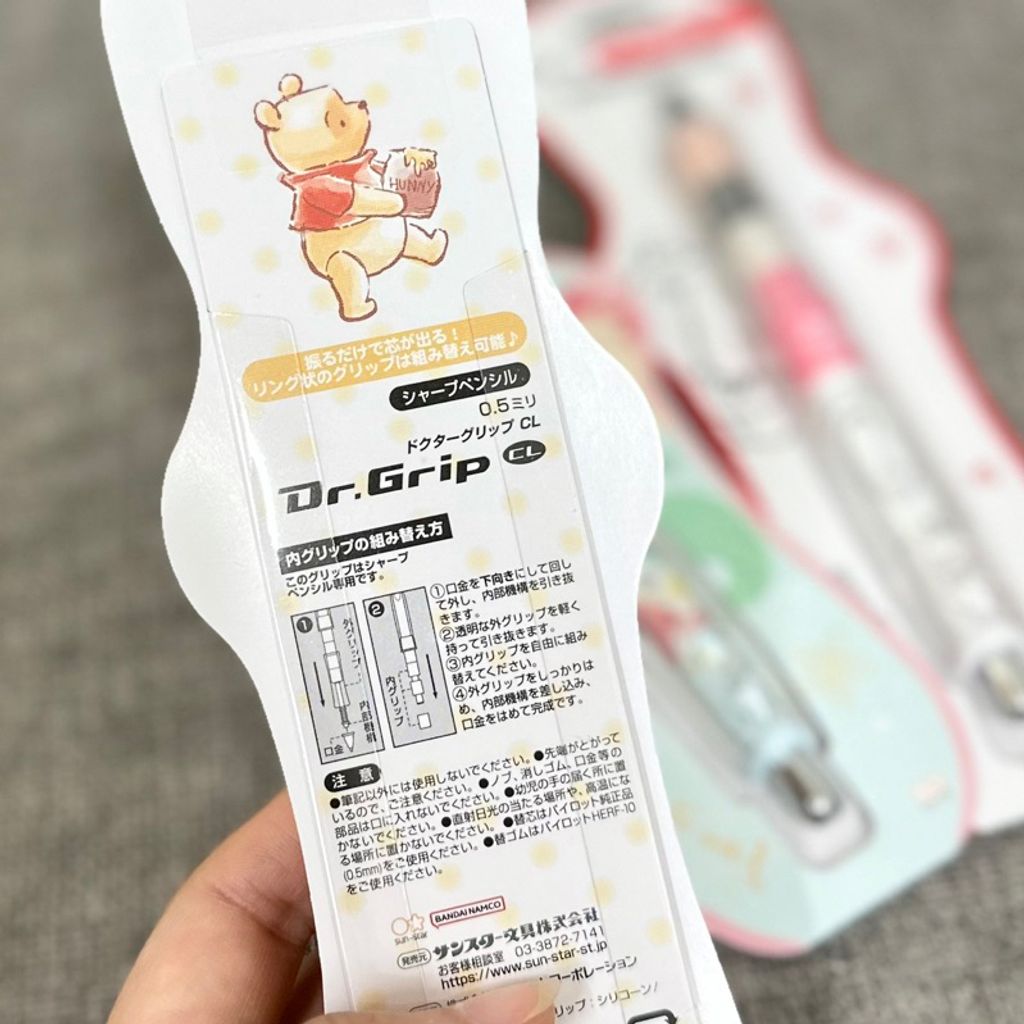 HUNNY
振るだけで芯が出る！
リング状のグリップは組み替え可能♪
シャープペンシル
0.5ミリ
ドクターグリップ CL
Dr.Grip CL
内グリップの組み替え方
このグリップはシャープ
ペンシル専用です。
① 外グリップ 内部機構 口金
② 内グリップ
①口金を下向きにして回し
て外し、内部機構を引き抜
きます。
②透明な外グリップを軽く
持って引き抜きます。
③内グリップを自由に組み
替えてください。
④外グリップをしっかりは
め、内部機構を差し込み、
口金をはめて完成です。
注意
●筆記以外には使用しないでください。●先端がとがって
いるので、ご注意ください。●ノブ、消しゴム、口金等の
部品は口に入れないでください。●幼児の手の届く所に置
かないでください。●直射日光の当たる場所や、高温にな
る場所に置かないでください。●替芯はパイロット純正品
(0.5mm)をご使用ください。●替ゴムはパイロットHERF-10
をご使用ください。
sun-star BANDAI NAMCO
発売元 サンスター文具株式会社
お客様相談室 03-3872-7141
https://www.sun-star-st.jp
コーポレーション
リップ：シリコーン/